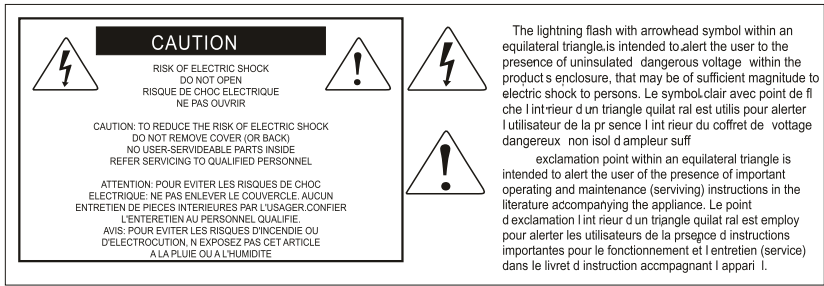 CAUTION
RISK OF ELECTRIC SHOCK
DO NOT OPEN
RISQUE DE CHOC ELECTRIQUE
NE PAS OUVRIR
CAUTION: TO REDUCE THE RISK OF ELECTRIC SHOCK
DO NOT REMOVE COVER (OR BACK)
NO USER-SERVIDEABLE PARTS INSIDE
REFER SERVICING TO QUALIFIED PERSONNEL
ATTENTION: POUR EVITER LES RISQUES DE CHOC
ELECTRIQUE: NE PAS ENLEVER LE COUVERCLE. AUCUN
ENTRETIEN DE PIECES INTERIEURES PAR L'USAGER.CONFIER
L'ENTERETIEN AU PERSONNEL QUALIFIE.
AVIS: POUR EVITER LES RISQUES D'INCENDIE OU
D'ELECTROCUTION, N EXPOSEZ PAS CET ARTICLE
A LA PLUIE OU A L'HUMIDITE
The lightning flash with arrowhead symbol within an
equilateral triangle.is intended to.alert the user to the
presence of uninsulated dangerous voltage within the
product s enclosure, that may be of sufficient magnitude to
electric shock to persons. Le symbol.clair avec point de fl
che l int rieur d un triangle quilat ral est utilis pour alerter
l utilisateur de la pr sence l int rieur du coffret de vottage
dangereux non isol d ampleur suff
exclamation point within an equilateral triangle is
intended to alert the user of the presence of important
operating and maintenance (serviving) instructions in the
literature accompanying the appliance. Le point
d exclamation l int rieur d un triangle quilat ral est employ
pour alerter les utilisateurs de la prsence d instructions
importantes pour le fonctionnement et l entretien (service)
dans le livret d instruction accmpagnant l appari l.